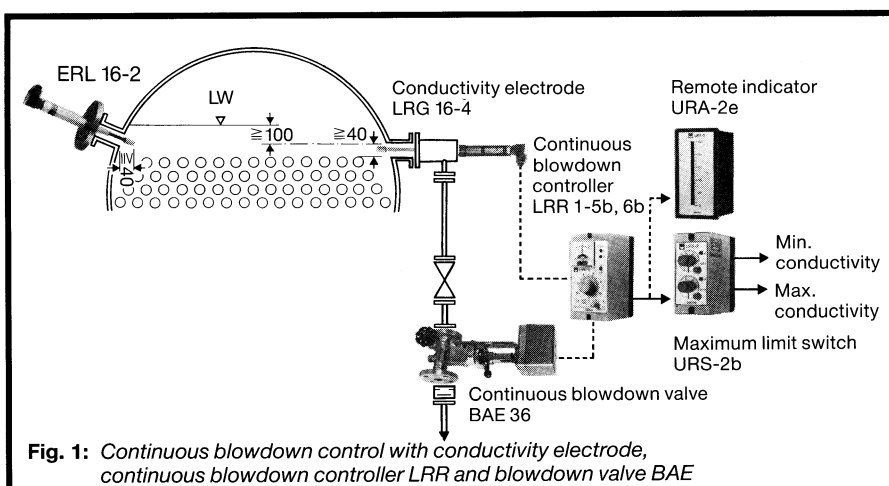 ERL 16-2
LW
≧100
≧40
≧40
Conductivity electrode
LRG 16-4
Continuous
blowdown
controller
LRR 1-5b, 6b
Remote indicator
URA-2e
Min.
conductivity
Max.
conductivity
Maximum limit switch
URS-2b
Continuous blowdown valve
BAE 36
Fig. 1: Continuous blowdown control with conductivity electrode,
continuous blowdown controller LRR and blowdown valve BAE